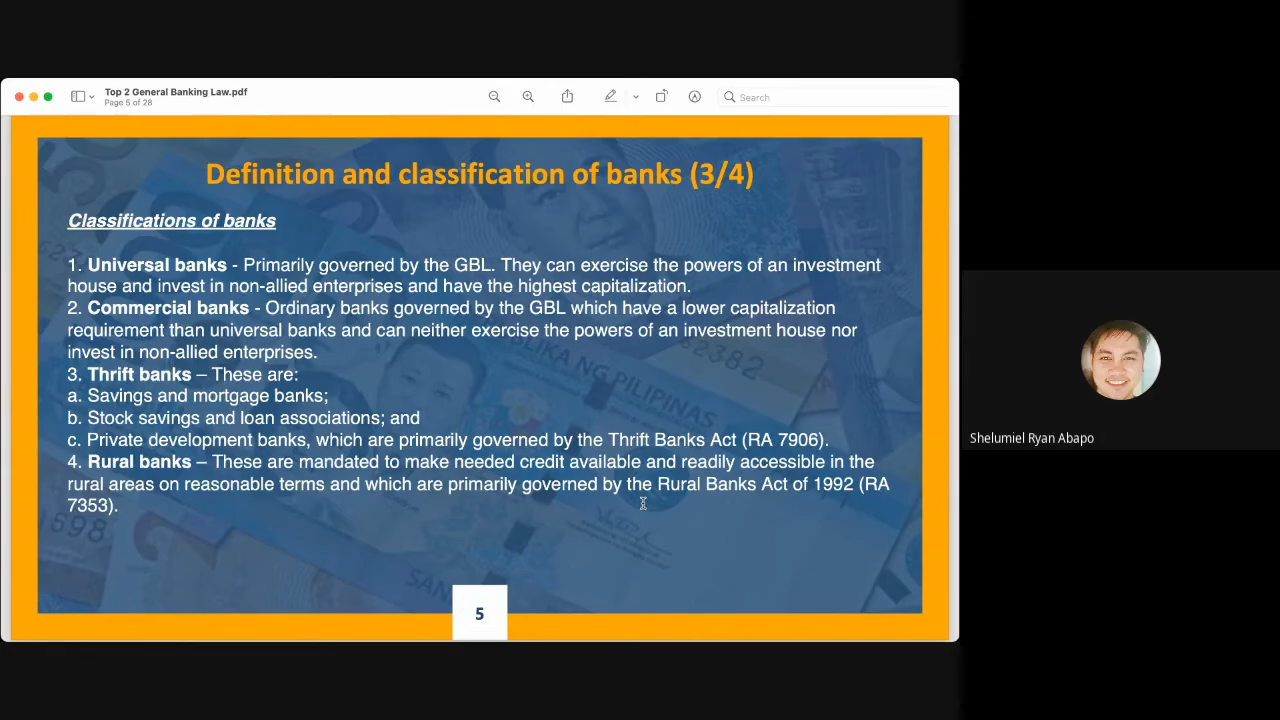 Top 2 General Banking Law.pdf
Page 5 of 28
Search
Definition and classification of banks (3/4)
Classifications of banks
1. Universal banks - Primarily governed by the GBL. They can exercise the powers of an investment
house and invest in non-allied enterprises and have the highest capitalization.
2. Commercial banks - Ordinary banks governed by the GBL which have a lower capitalization
requirement than universal banks and can neither exercise the powers of an investment house nor
invest in non-allied enterprises.
3. Thrift banks – These are:
a. Savings and mortgage banks;
b. Stock savings and loan associations; and
c. Private development banks, which are primarily governed by the Thrift Banks Act (RA 7906).
4. Rural banks – These are mandated to make needed credit available and readily accessible in the
rural areas on reasonable terms and which are primarily governed by the Rural Banks Act of 1992 (RA
7353).
5
Shelumiel Ryan Abapo